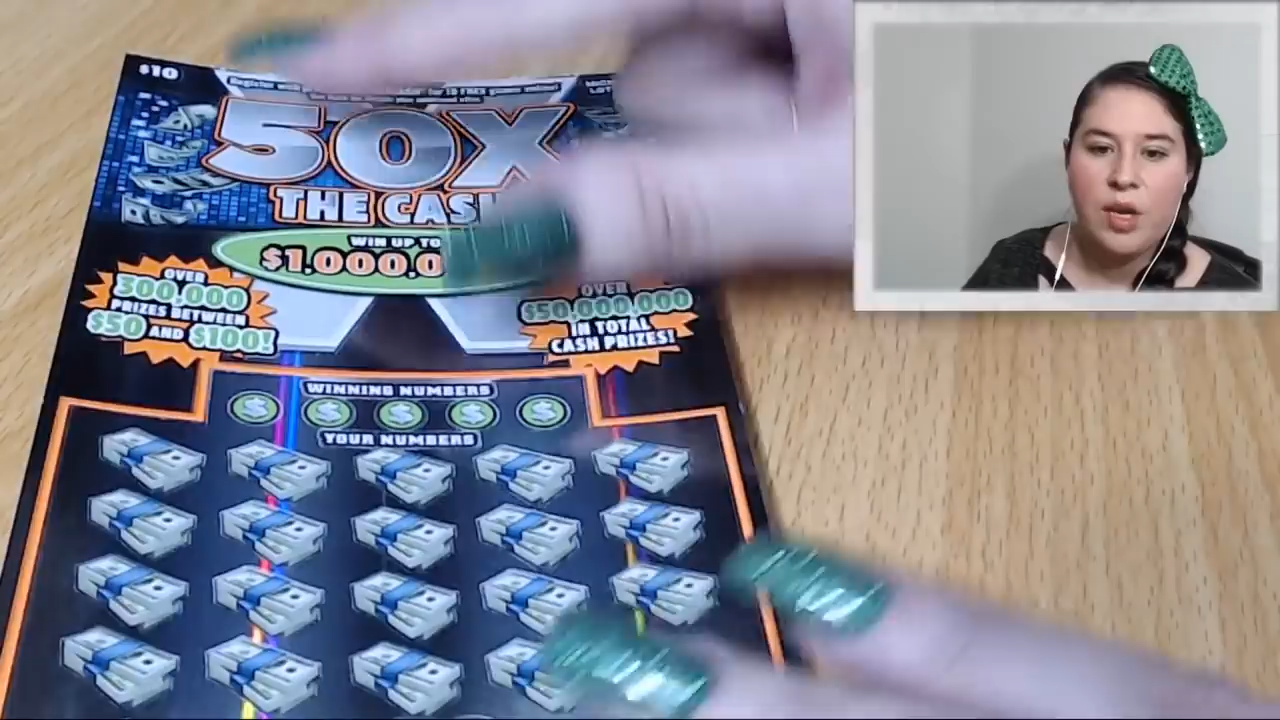 $10
50X
THE CAS
WIN UP TO
$1,000,0
OVER
300,000
PRIZES BETWEEN
$50 AND $100!
OVER
$50,000,000
IN TOTAL
CASH PRIZES!
WINNING NUMBERS
$ $ $ $ $
YOUR NUMBERS